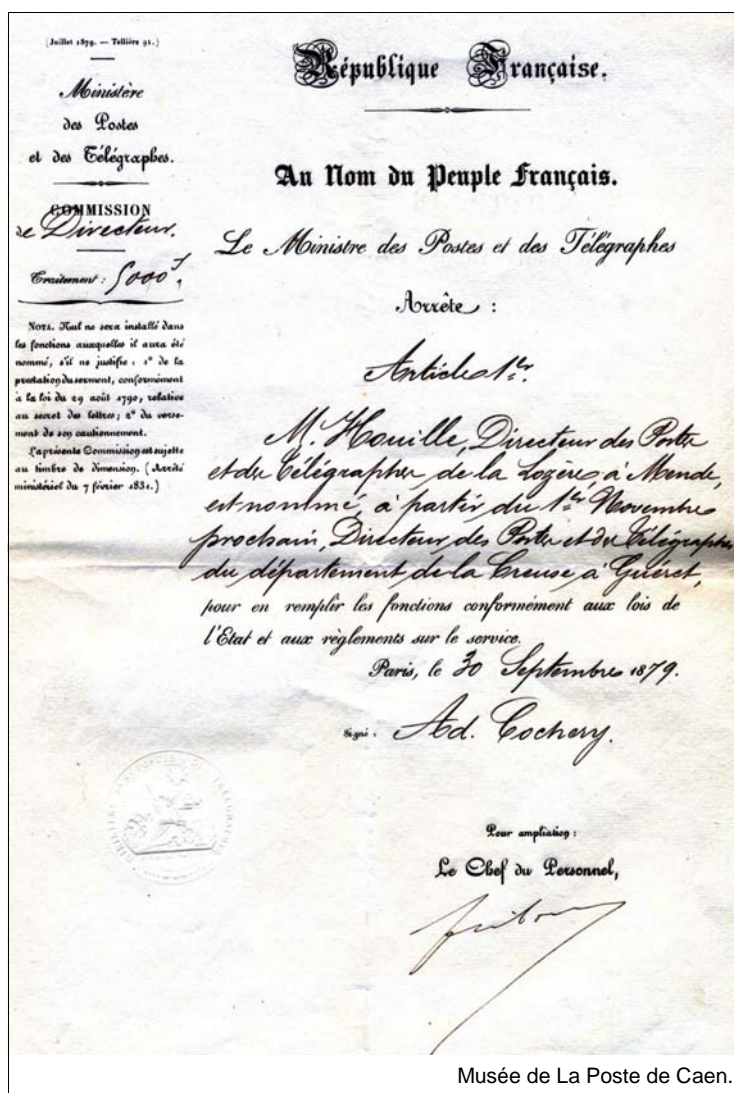 (Juillet 1879. — Tellière 91.)
Ministère
des Postes
et des Télégraphes.
COMMISSION
de Directeur.
Traitement : 5000 f.
NOTA. Nul ne sera installé dans
les fonctions auxquelles il aura été
nommé, s'il ne justifie : 1° de la
prestation du serment, conformément
à la loi du 29 août 1790, relative
au secret des lettres; 2° du verse-
ment de son cautionnement.
La présente Commission est sujette
au timbre de dimension. (Arrêté
ministériel du 7 février 1831.)
République Française.
Au Nom du Peuple Français.
Le Ministre des Postes et des Télégraphes
Arrête :
Article 1er.
M. Houille, Directeur des Postes
et des Télégraphes de la Lozère, à Mende,
est nommé, à partir du 1er Novembre
prochain, Directeur des Postes et des Télégraphes
du département de la Creuse à Guéret,
pour en remplir les fonctions conformément aux lois de
l'État et aux règlements sur le service.
Paris, le 30 Septembre 1879.
Signé : Ad. Cochery.
Pour ampliation :
Le Chef du Personnel,
Musée de La Poste de Caen.